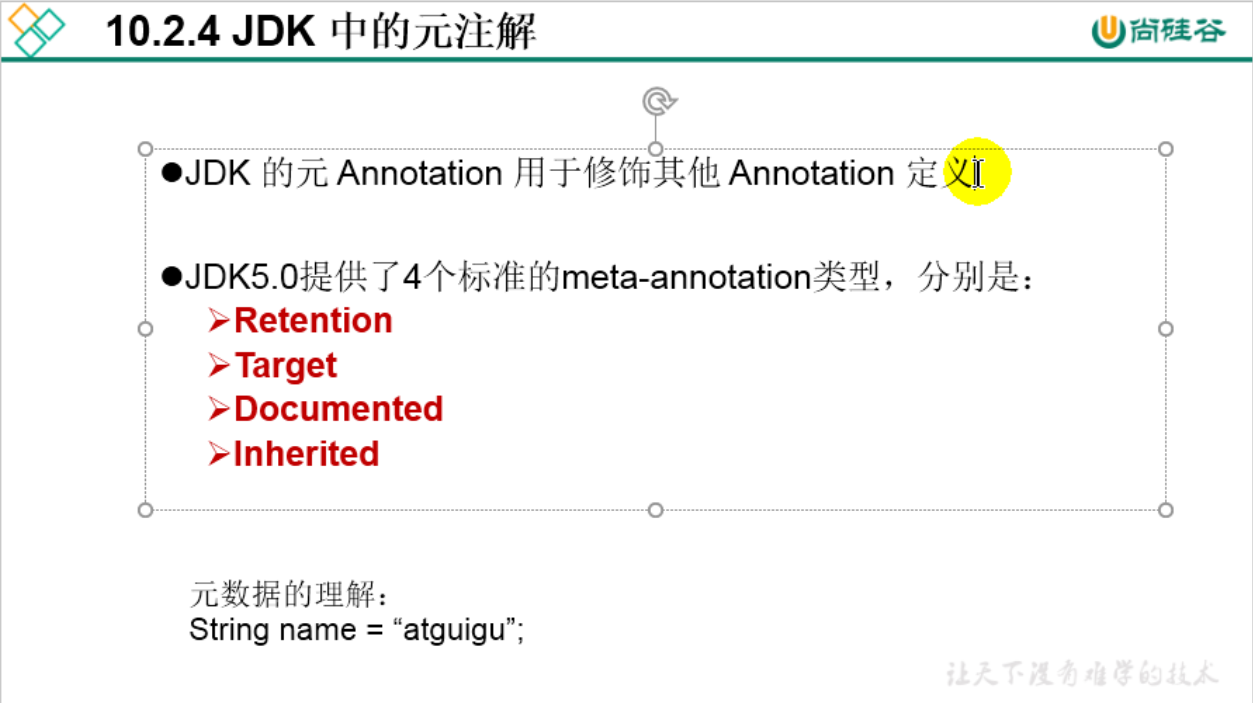 10.2.4 JDK 中的元注解
尚硅谷
●JDK 的元 Annotation 用于修饰其他 Annotation 定义
●JDK5.0提供了4个标准的meta-annotation类型，分别是：
➢Retention
➢Target
➢Documented
➢Inherited
元数据的理解：
String name = “atguigu”;
让天下没有难学的技术